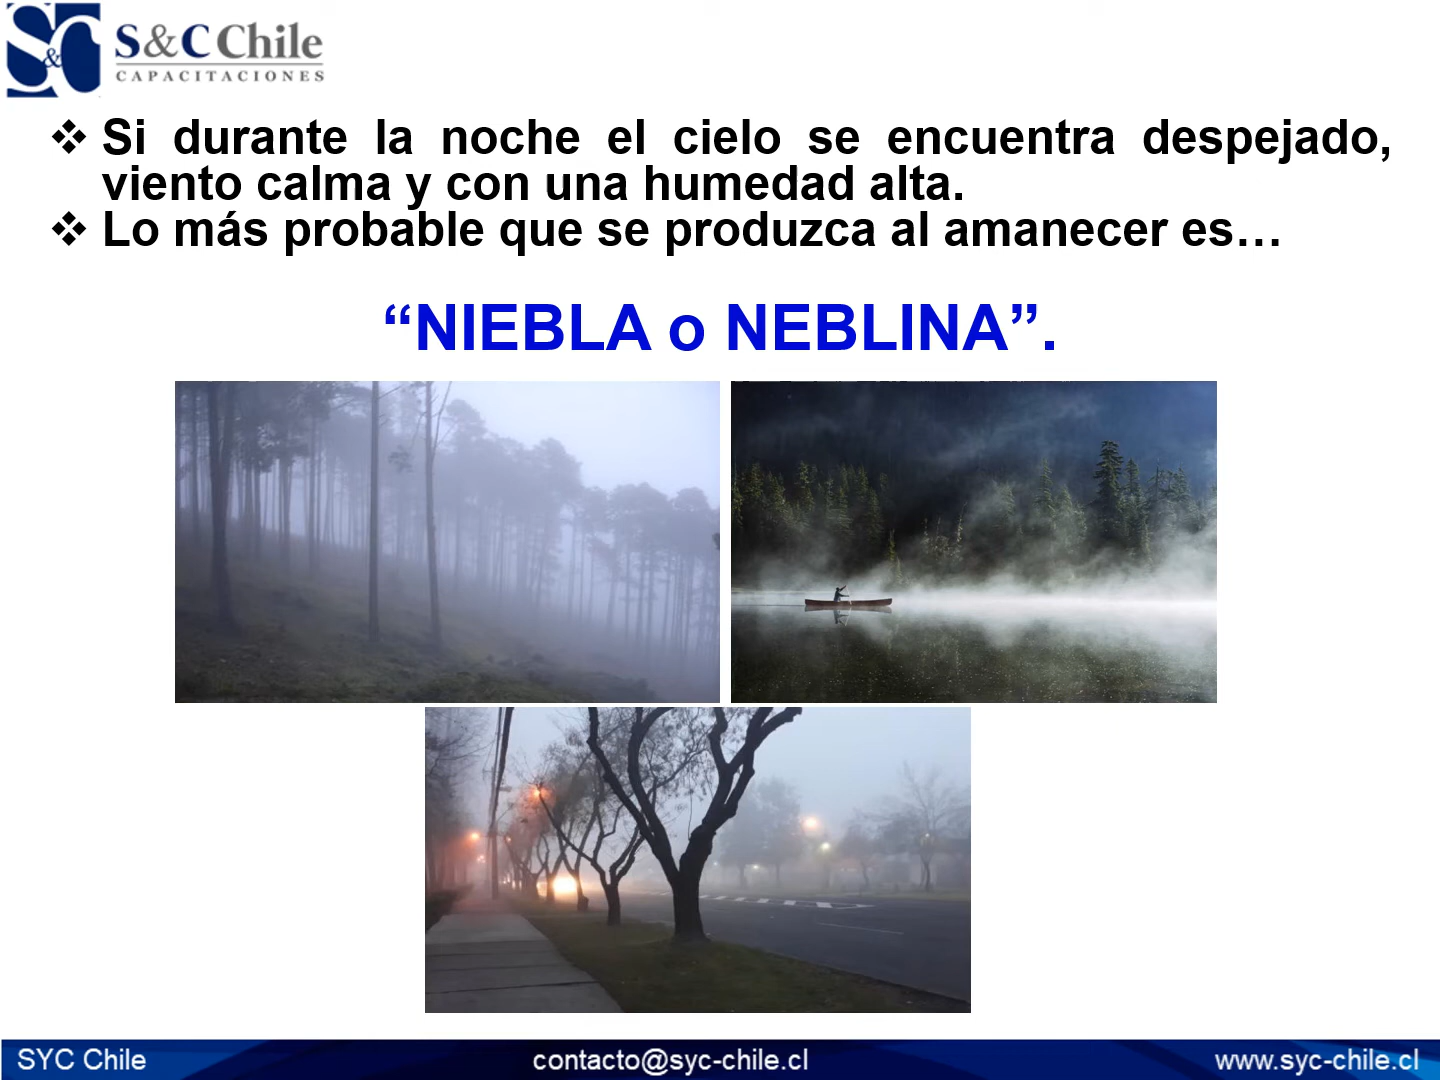 S&C
S&C Chile
CAPACITACIONES
❖ Si durante la noche el cielo se encuentra despejado,
viento calma y con una humedad alta.
❖ Lo más probable que se produzca al amanecer es…
“NIEBLA o NEBLINA”.
SYC Chile contacto@syc-chile.cl www.syc-chile.cl